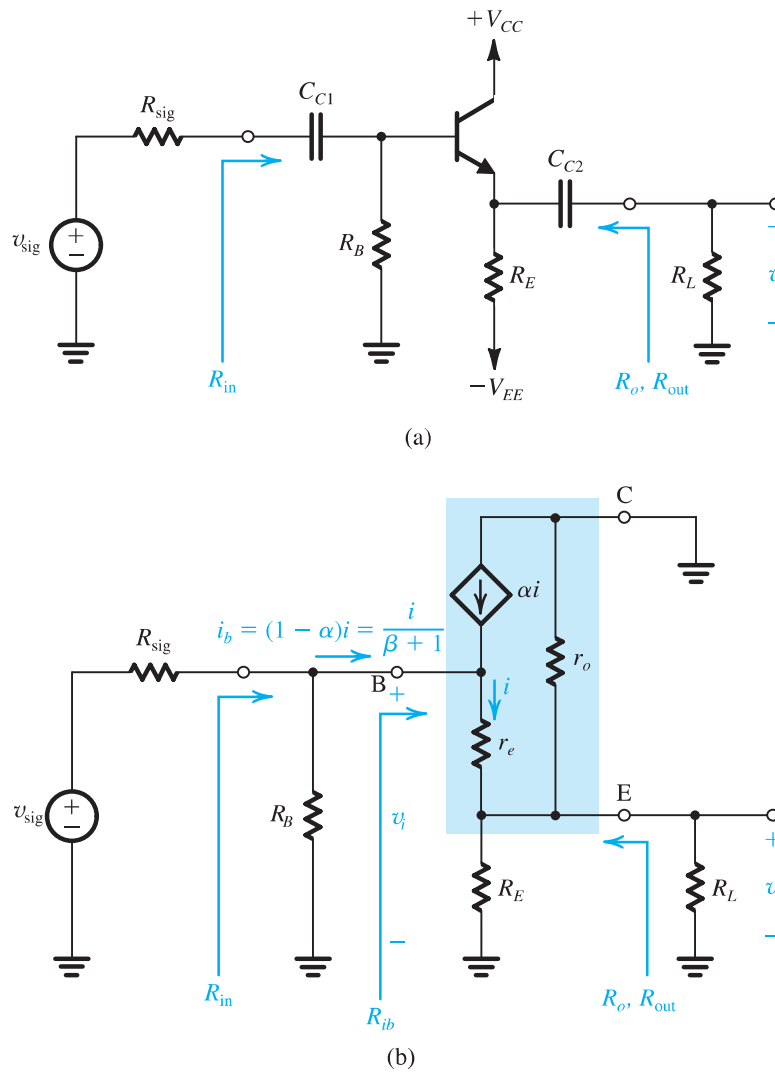 +V_CC
C_C1
R_sig
C_C2
v_sig
+
−
R_B
R_E
R_L
−
v
−
R_in
−V_EE
R_o, R_out
(a)
C
αi
R_sig
i_b = (1 − α)i = i / (β + 1)
r_o
B
+
i
r_e
v_sig
+
−
R_B
v_i
E
+
R_E
R_L
v
−
−
R_in
R_ib
R_o, R_out
(b)